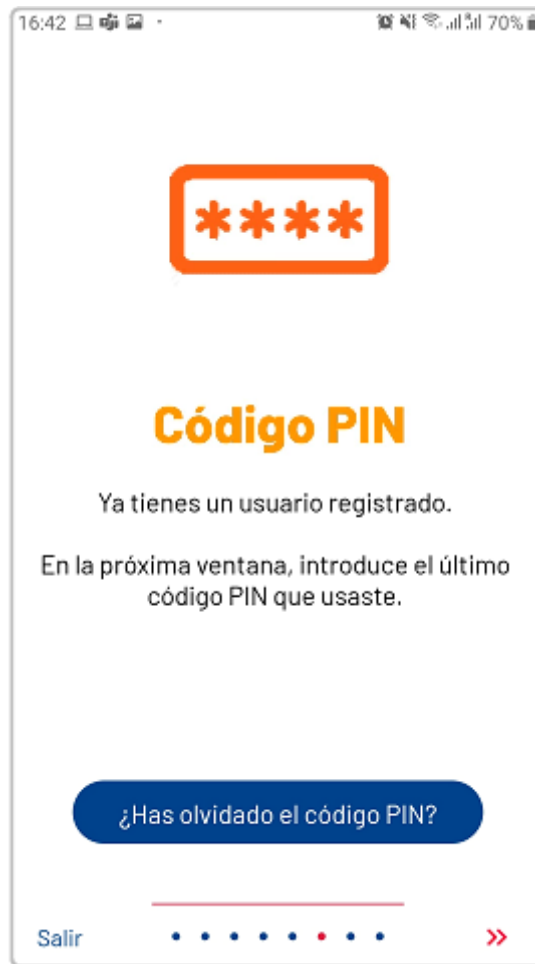 16:42 70%
****
Código PIN
Ya tienes un usuario registrado.
En la próxima ventana, introduce el último
código PIN que usaste.
¿Has olvidado el código PIN?
Salir »